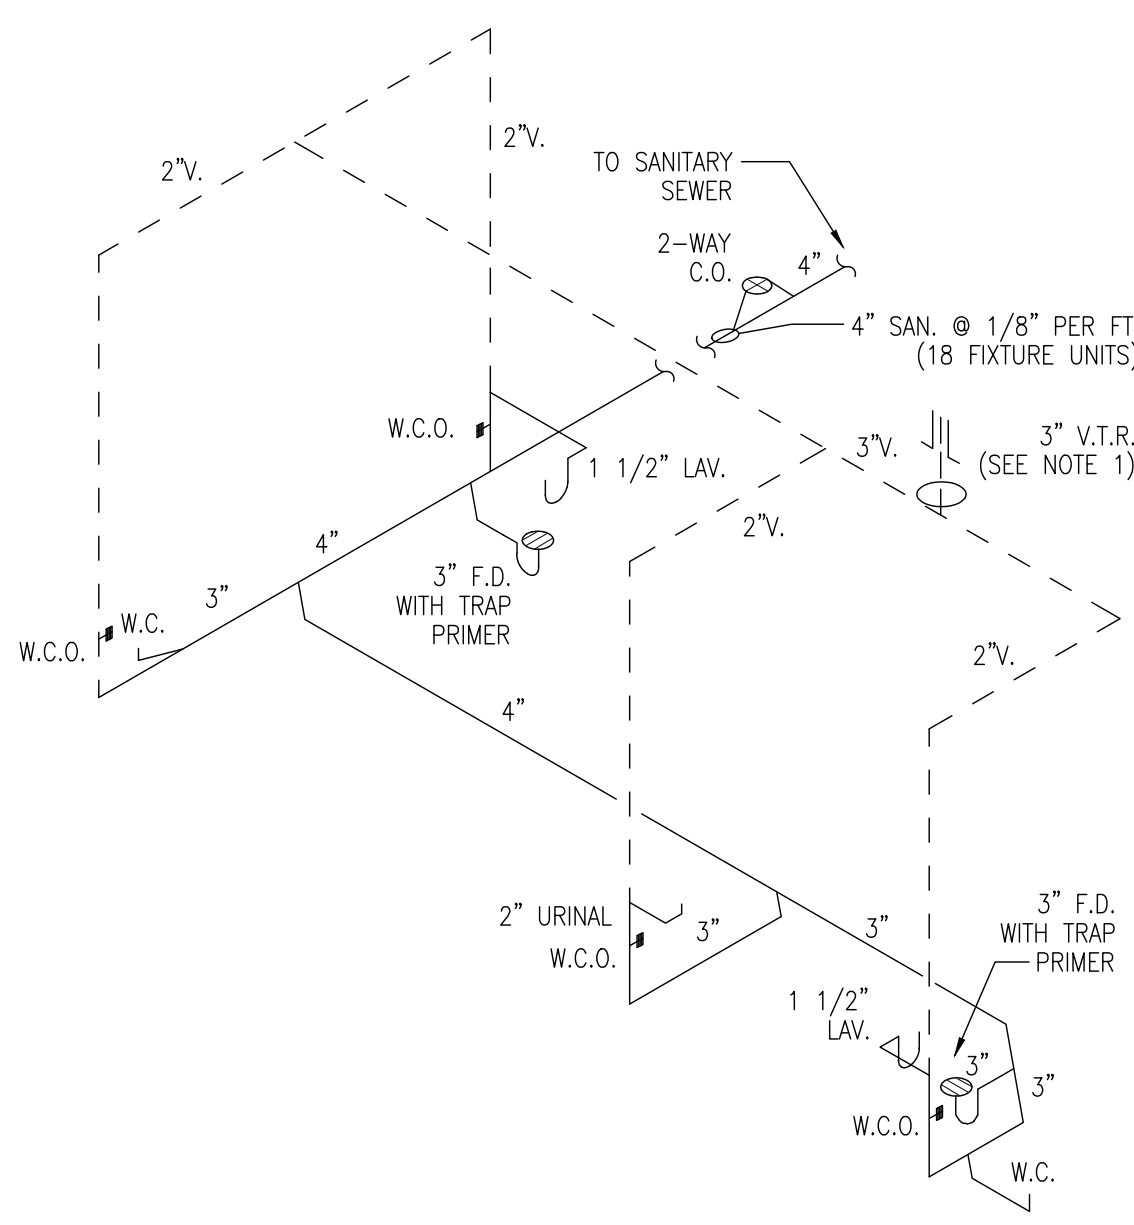 2"V.
2"V.
TO SANITARY
SEWER
2-WAY
C.O.
4"
4" SAN. @ 1/8" PER FT
(18 FIXTURE UNITS)
W.C.O.
1 1/2" LAV.
3"V.
3" V.T.R.
(SEE NOTE 1)
2"V.
4"
3"
3" F.D.
WITH TRAP
PRIMER
W.C.
W.C.O.
2"V.
4"
2" URINAL
W.C.O.
3"
3"
3" F.D.
WITH TRAP
PRIMER
1 1/2"
LAV.
3"
3"
W.C.O.
W.C.